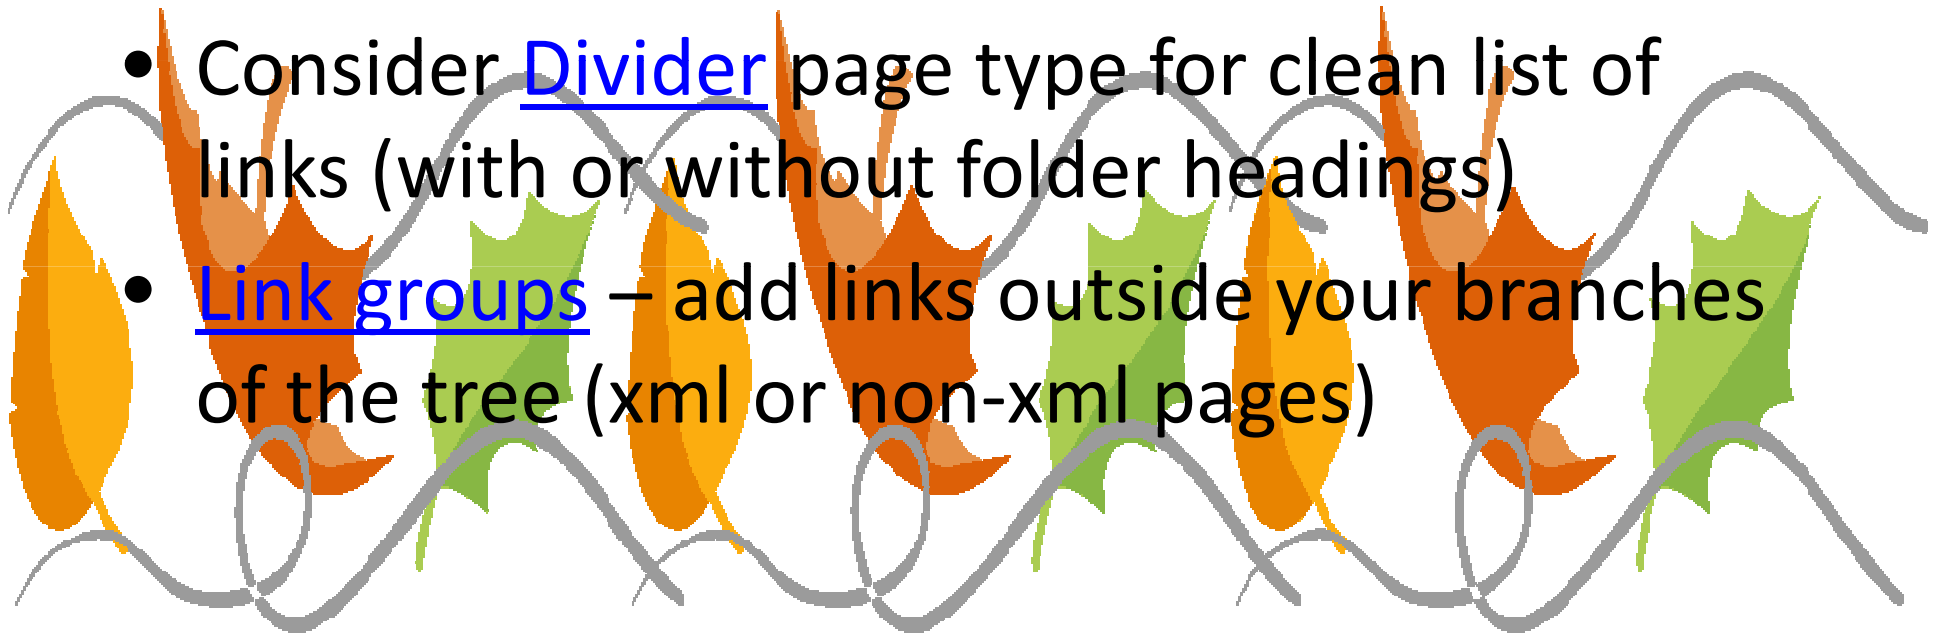 • Consider Divider page type for clean list of
links (with or without folder headings)
• Link groups – add links outside your branches
of the tree (xml or non-xml pages)